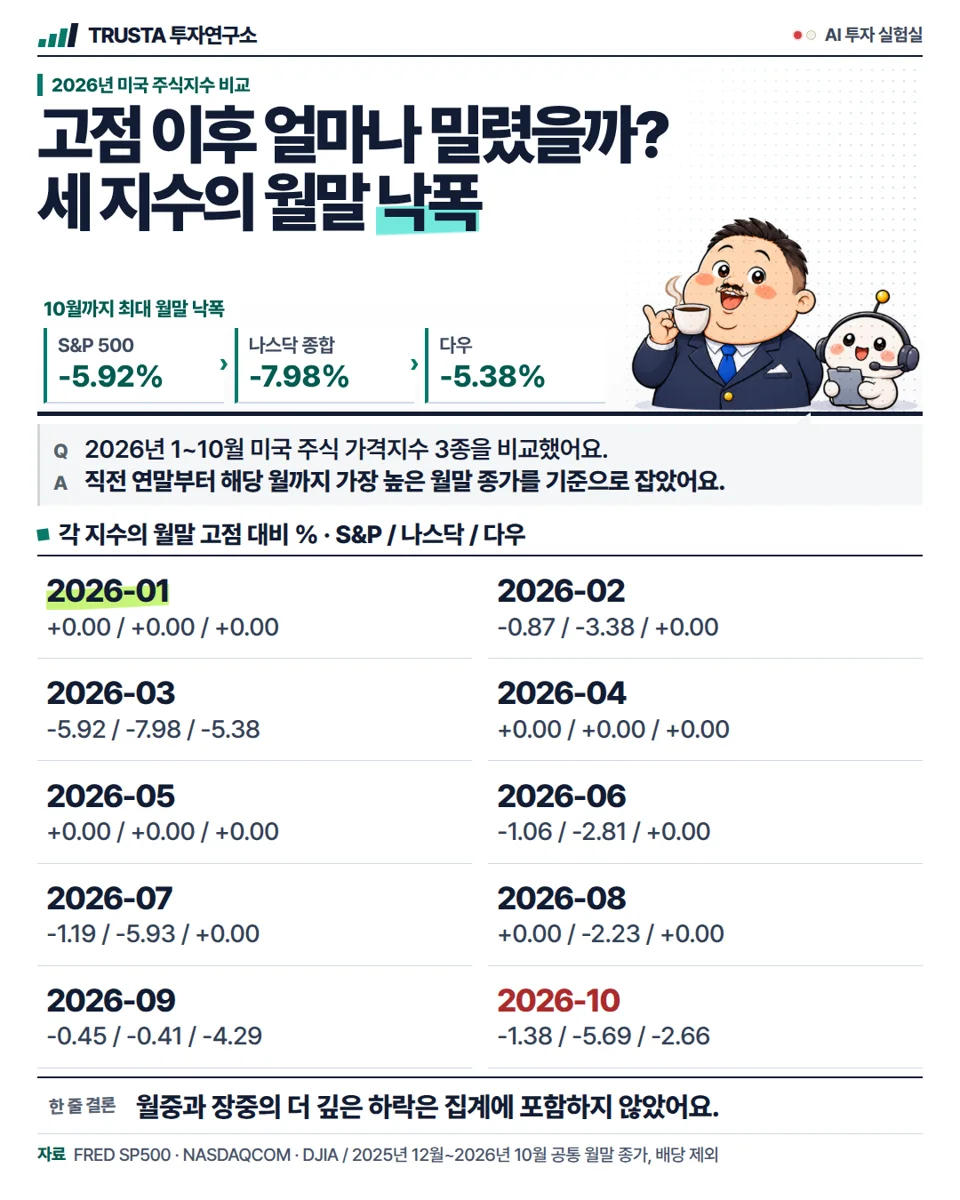 TRUSTA 투자연구소
AI 투자 실험실
2026년 미국 주식지수 비교
고점 이후 얼마나 밀렸을까?
세 지수의 월말 낙폭
10월까지 최대 월말 낙폭
S&P 500
-5.92%
›
나스닥 종합
-7.98%
›
다우
-5.38%
Q 2026년 1~10월 미국 주식 가격지수 3종을 비교했어요.
A 직전 연말부터 해당 월까지 가장 높은 월말 종가를 기준으로 잡았어요.
각 지수의 월말 고점 대비 % · S&P / 나스닥 / 다우
2026-01
+0.00 / +0.00 / +0.00
2026-02
-0.87 / -3.38 / +0.00
2026-03
-5.92 / -7.98 / -5.38
2026-04
+0.00 / +0.00 / +0.00
2026-05
+0.00 / +0.00 / +0.00
2026-06
-1.06 / -2.81 / +0.00
2026-07
-1.19 / -5.93 / +0.00
2026-08
+0.00 / -2.23 / +0.00
2026-09
-0.45 / -0.41 / -4.29
2026-10
-1.38 / -5.69 / -2.66
한 줄 결론 월중과 장중의 더 깊은 하락은 집계에 포함하지 않았어요.
자료 FRED SP500 · NASDAQCOM · DJIA / 2025년 12월~2026년 10월 공통 월말 종가, 배당 제외